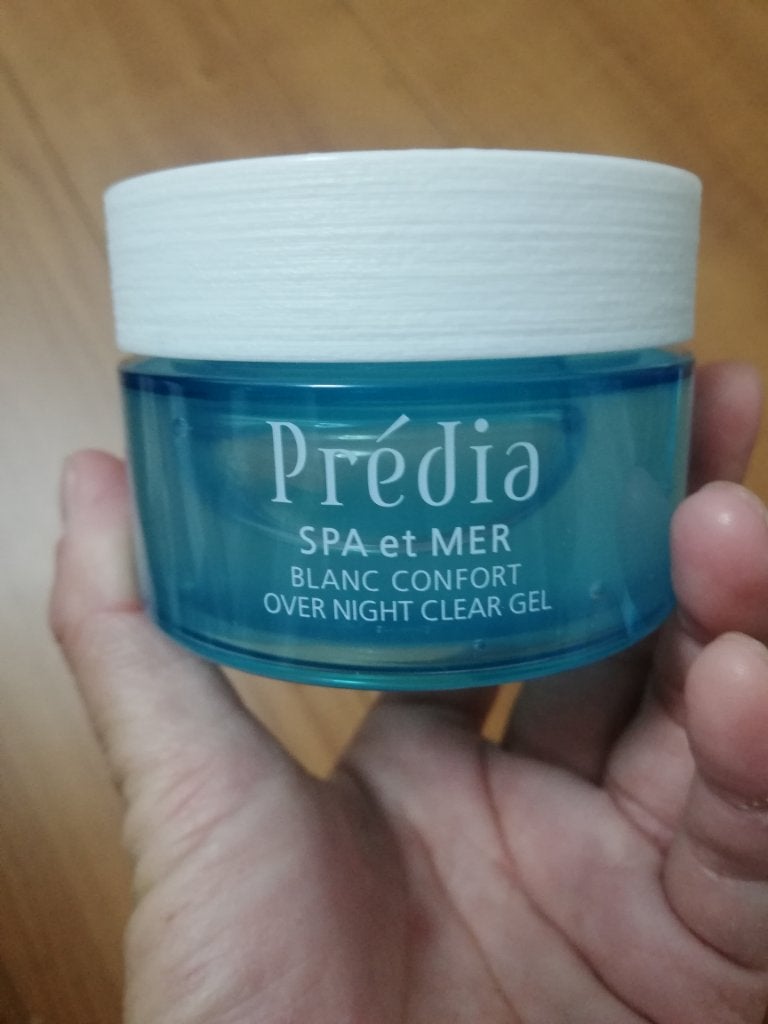 Prédia
SPA et MER
BLANC CONFORT
OVER NIGHT CLEAR GEL